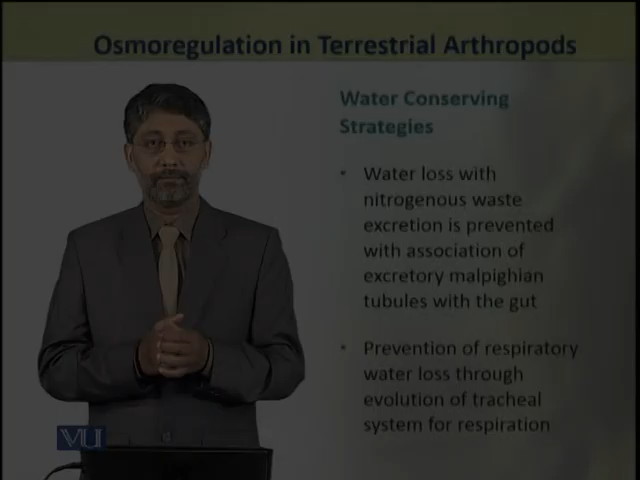 Osmoregulation in Terrestrial Arthropods
Water Conserving
Strategies
• Water loss with
nitrogenous waste
excretion is prevented
with association of
excretory malpighian
tubules with the gut
• Prevention of respiratory
water loss through
evolution of tracheal
system for respiration
VU